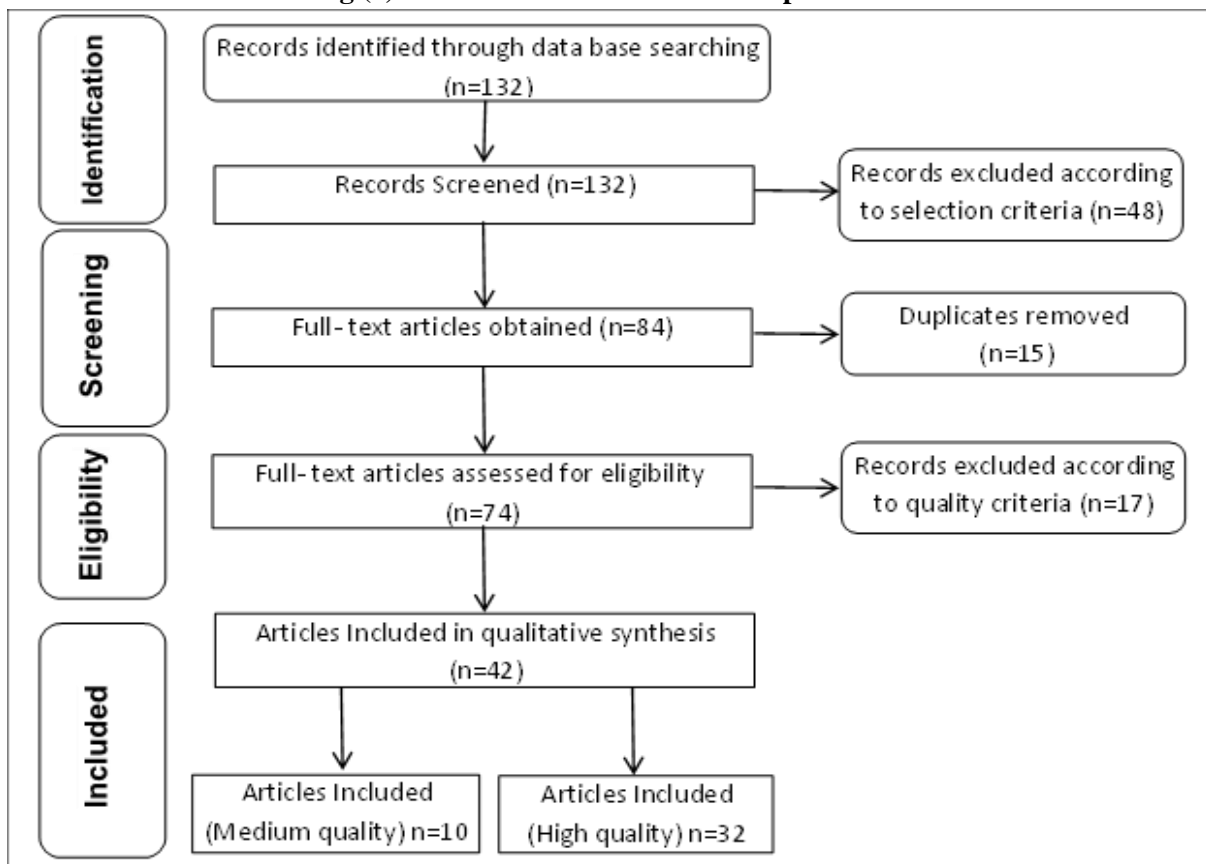 Identification
Records identified through data base searching
(n=132)
Records Screened (n=132)
Records excluded according
to selection criteria (n=48)
Screening
Full-text articles obtained (n=84)
Duplicates removed
(n=15)
Eligibility
Full-text articles assessed for eligibility
(n=74)
Records excluded according
to quality criteria (n=17)
Included
Articles Included in qualitative synthesis
(n=42)
Articles Included
(Medium quality) n=10
Articles Included
(High quality) n=32